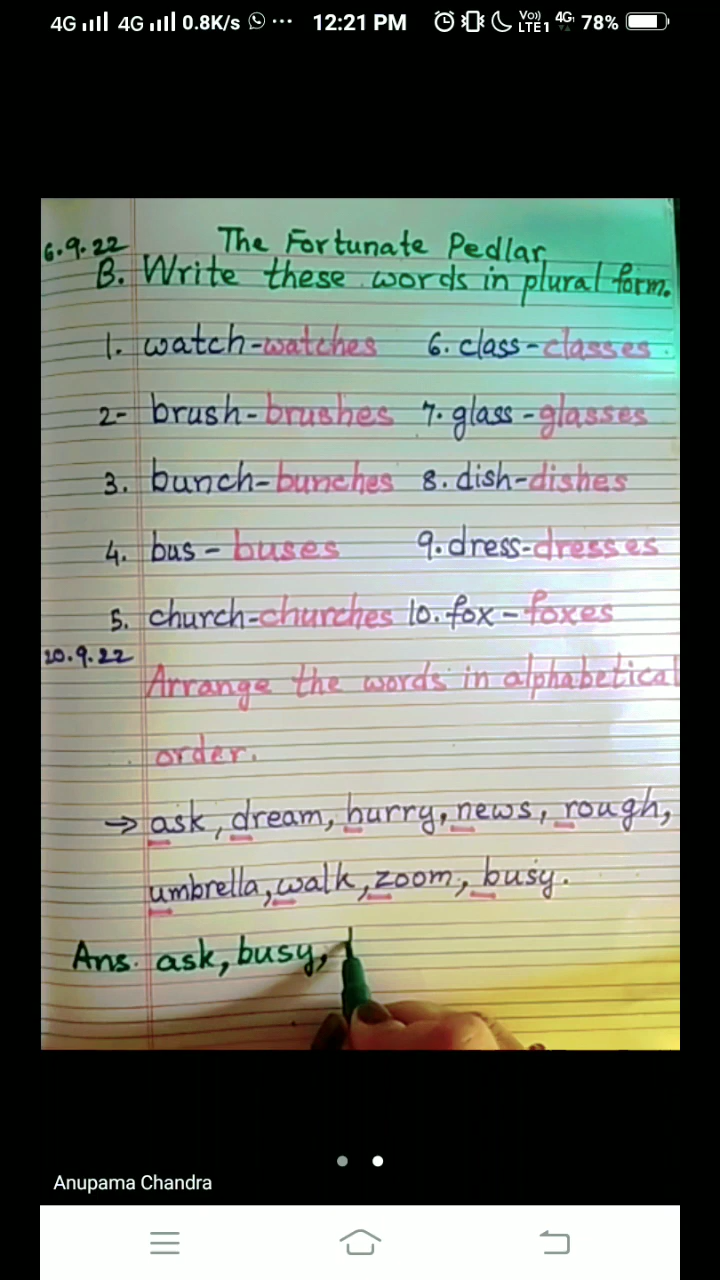 4G 4G 0.8K/s ... 12:21 PM Vo)) LTE1 4G 78%
6.9.22 The Fortunate Pedlar
B. Write these words in plural form.
1. watch-watches 6. class-classes.
2- brush-brushes 7. glass-glasses
3. bunch-bunches 8. dish-dishes
4. bus - buses 9. dress-dresses
5. church-churches 10. fox - foxes
10.9.22
Arrange the words in alphabetical
order.
→ ask, dream, hurry, news, rough,
umbrella, walk, zoom, busy.
Ans. ask, busy,
Anupama Chandra